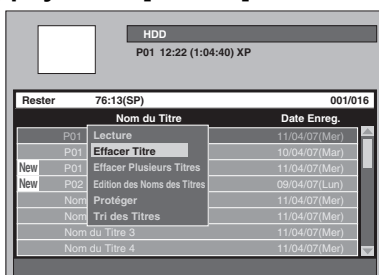 HDD
P01 12:22 (1:04:40) XP
Rester 76:13(SP) 001/016
Nom du Titre Date Enreg.
P01 Lecture 11/04/07(Mer)
P01 Effacer Titre 10/04/07(Mar)
New P01 Effacer Plusieurs Titres 11/04/07(Mer)
New P02 Edition des Noms des Titres 09/04/07(Lun)
Nom Protéger 11/04/07(Mer)
Nom Tri des Titres 11/04/07(Mer)
Nom du Titre 3 11/04/07(Mer)
Nom du Titre 4 11/04/07(Mer)